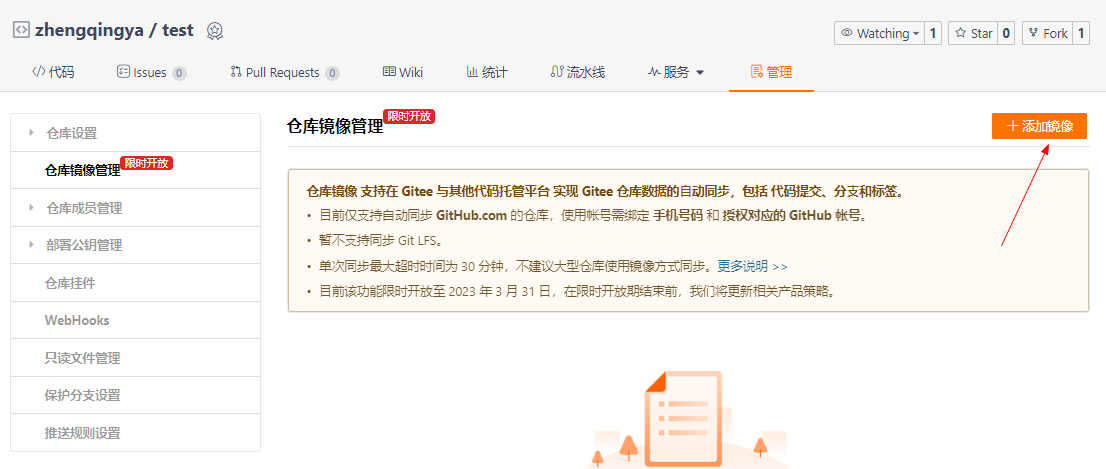 zhengqingya / test
Watching 1 Star 0 Fork 1
代码 Issues 0 Pull Requests 0 Wiki 统计 流水线 服务 管理
仓库设置
仓库镜像管理 限时开放
仓库成员管理
部署公钥管理
仓库挂件
WebHooks
只读文件管理
保护分支设置
推送规则设置
仓库镜像管理 限时开放
+ 添加镜像
仓库镜像 支持在 Gitee 与其他代码托管平台 实现 Gitee 仓库数据的自动同步，包括 代码提交、分支和标签。
• 目前仅支持自动同步 GitHub.com 的仓库，使用帐号需绑定 手机号码 和 授权对应的 GitHub 帐号。
• 暂不支持同步 Git LFS。
• 单次同步最大超时时间为 30 分钟，不建议大型仓库使用镜像方式同步。更多说明 >>
• 目前该功能限时开放至 2023 年 3 月 31 日，在限时开放期结束前，我们将更新相关产品策略。